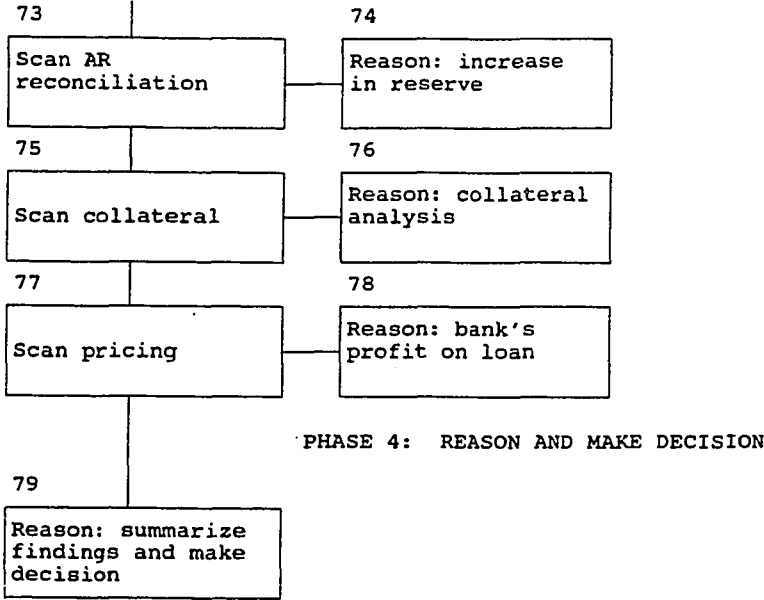 73
74
Scan AR
reconciliation
Reason: increase
in reserve
75
76
Scan collateral
Reason: collateral
analysis
77
78
Scan pricing
Reason: bank's
profit on loan
PHASE 4: REASON AND MAKE DECISION
79
Reason: summarize
findings and make
decision